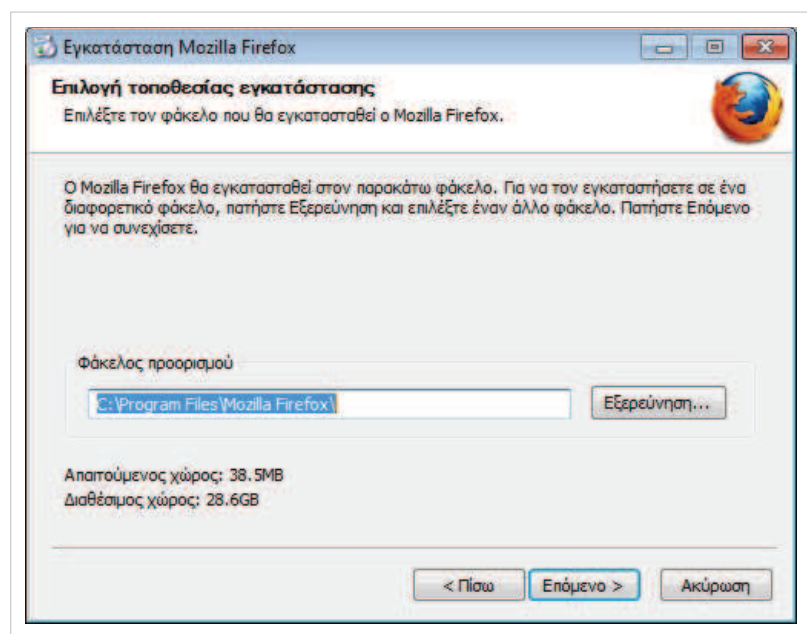 Εγκατάσταση Mozilla Firefox
Επιλογή τοποθεσίας εγκατάστασης
Επιλέξτε τον φάκελο που θα εγκατασταθεί ο Mozilla Firefox.
Ο Mozilla Firefox θα εγκατασταθεί στον παρακάτω φάκελο. Για να τον εγκαταστήσετε σε ένα
διαφορετικό φάκελο, πατήστε Εξερεύνηση και επιλέξτε έναν άλλο φάκελο. Πατήστε Επόμενο
για να συνεχίσετε.
Φάκελος προορισμού
C:\Program Files\Mozilla Firefox\
Εξερεύνηση...
Απαιτούμενος χώρος: 38.5MB
Διαθέσιμος χώρος: 28.6GB
< Πίσω
Επόμενο >
Ακύρωση